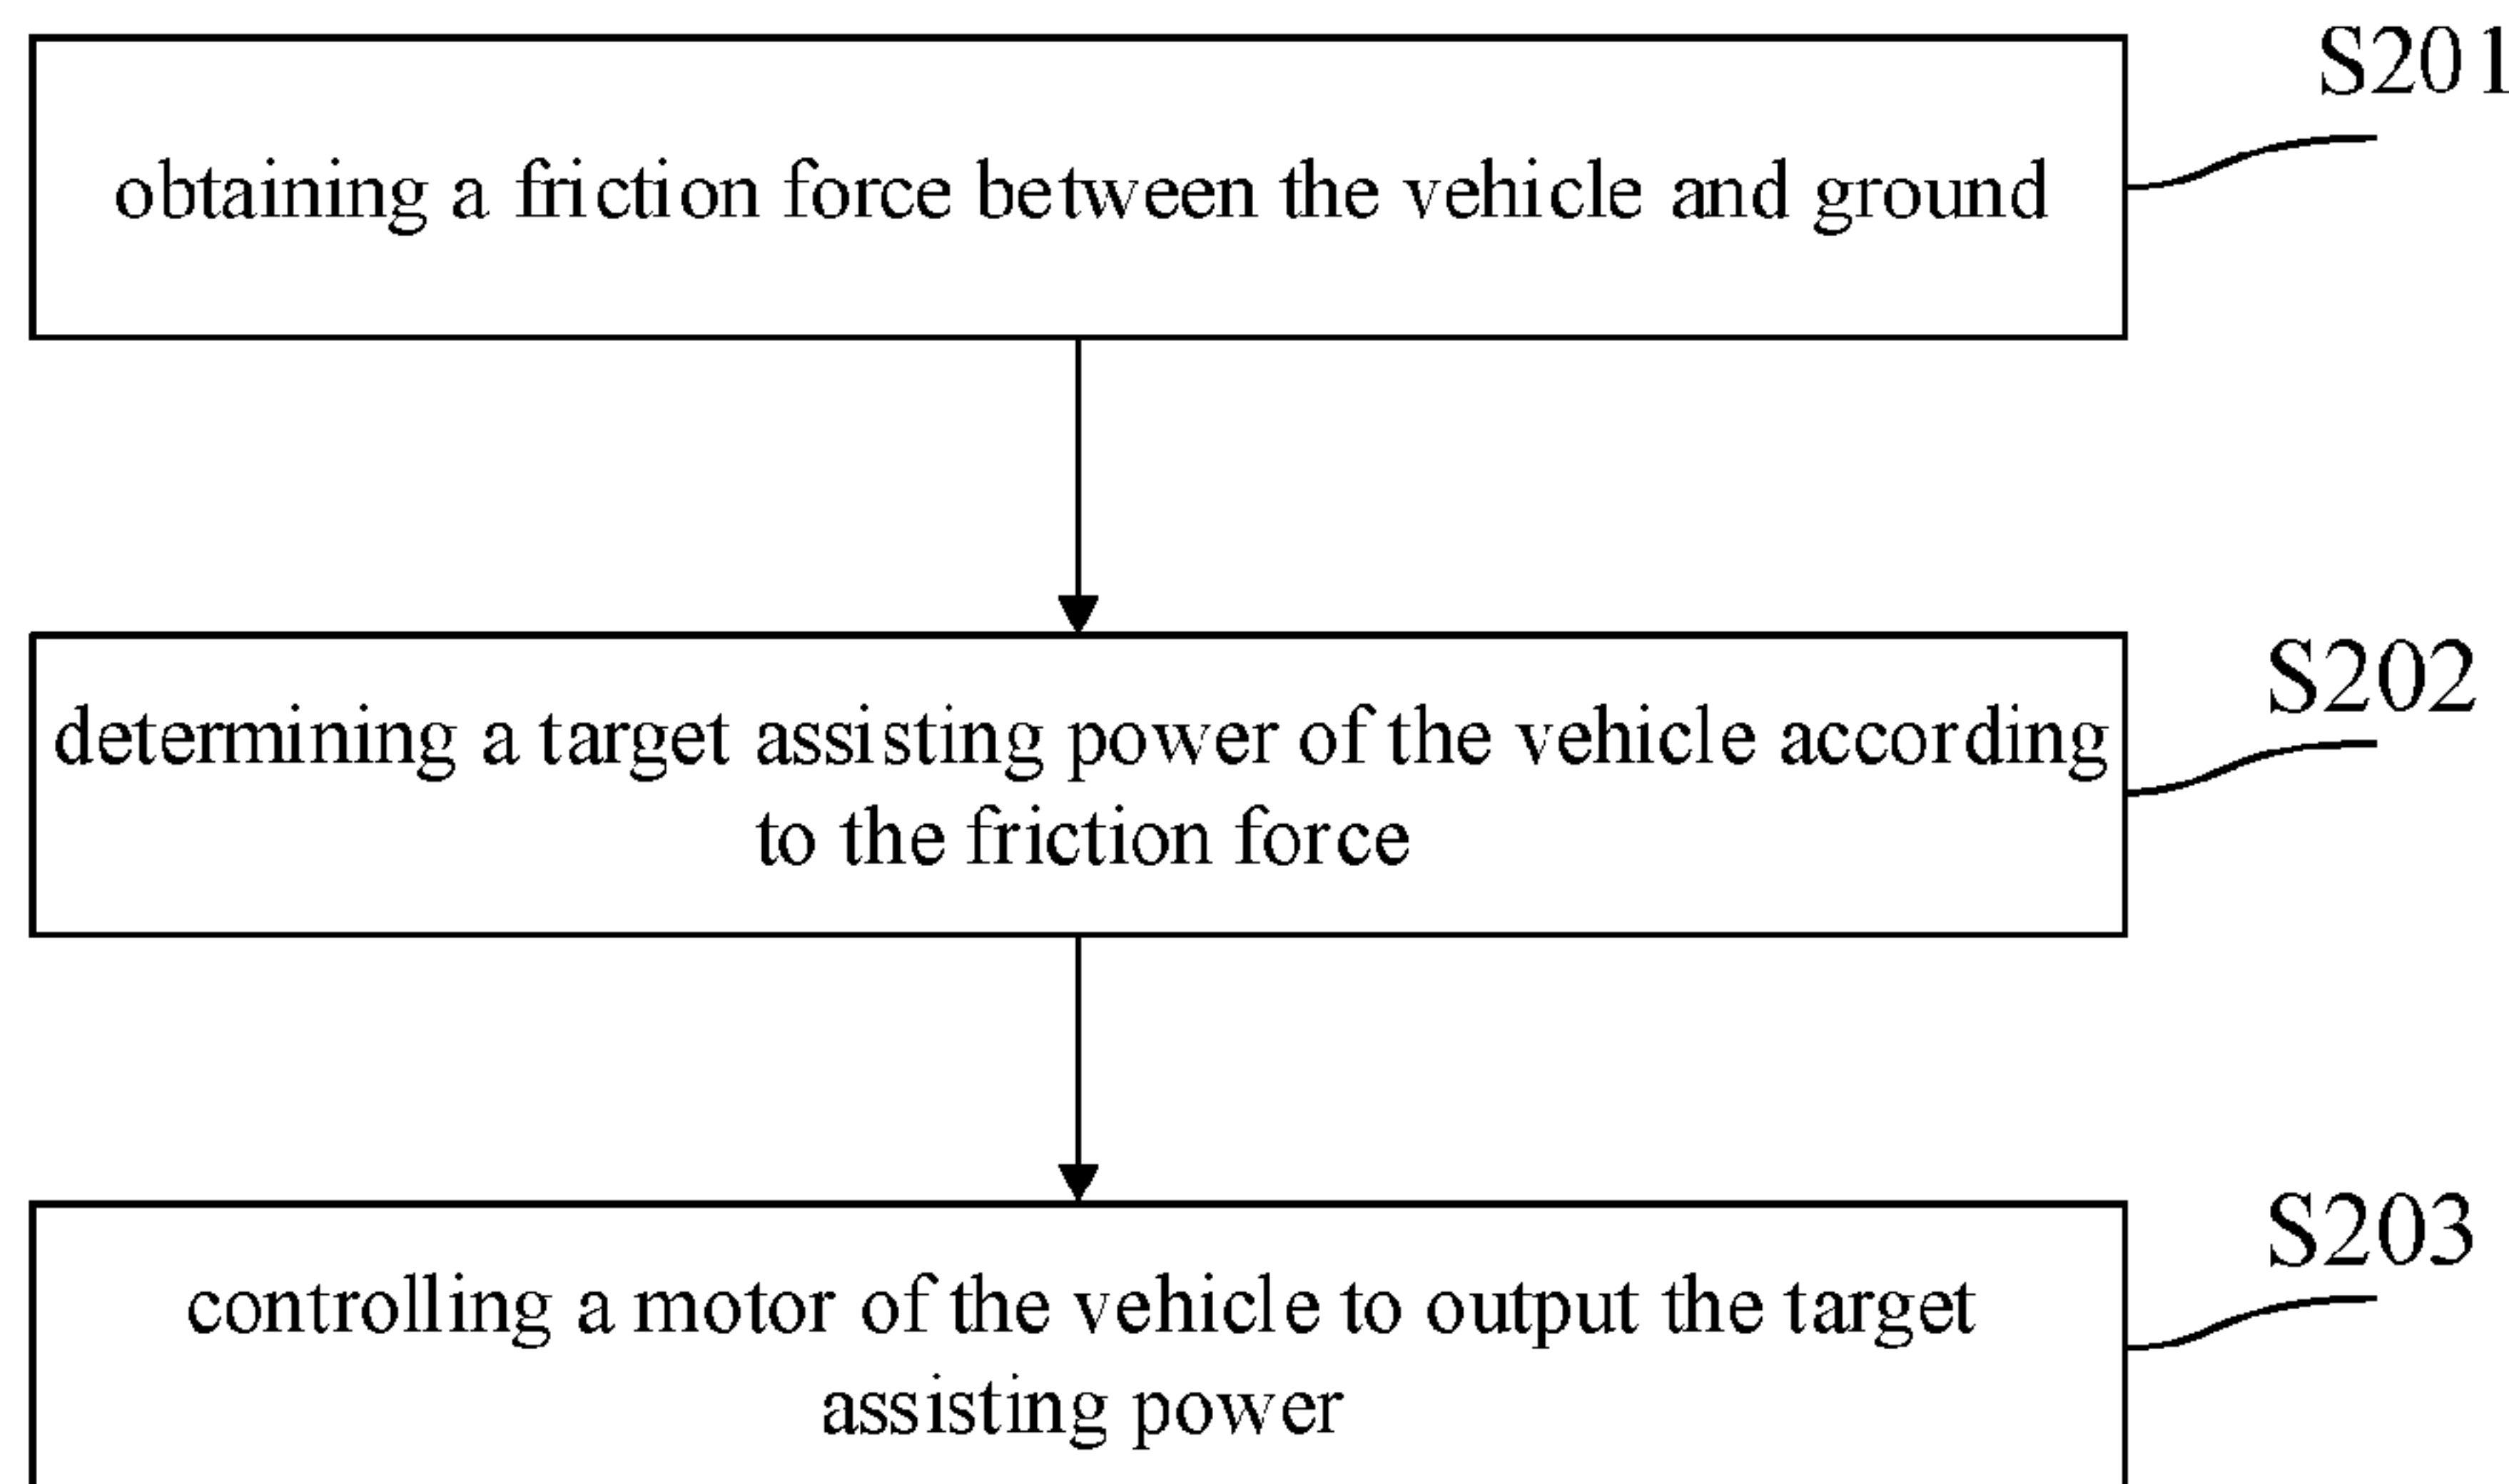 S201
obtaining a friction force between the vehicle and ground
S202
determining a target assisting power of the vehicle according
to the friction force
S203
controlling a motor of the vehicle to output the target
assisting power